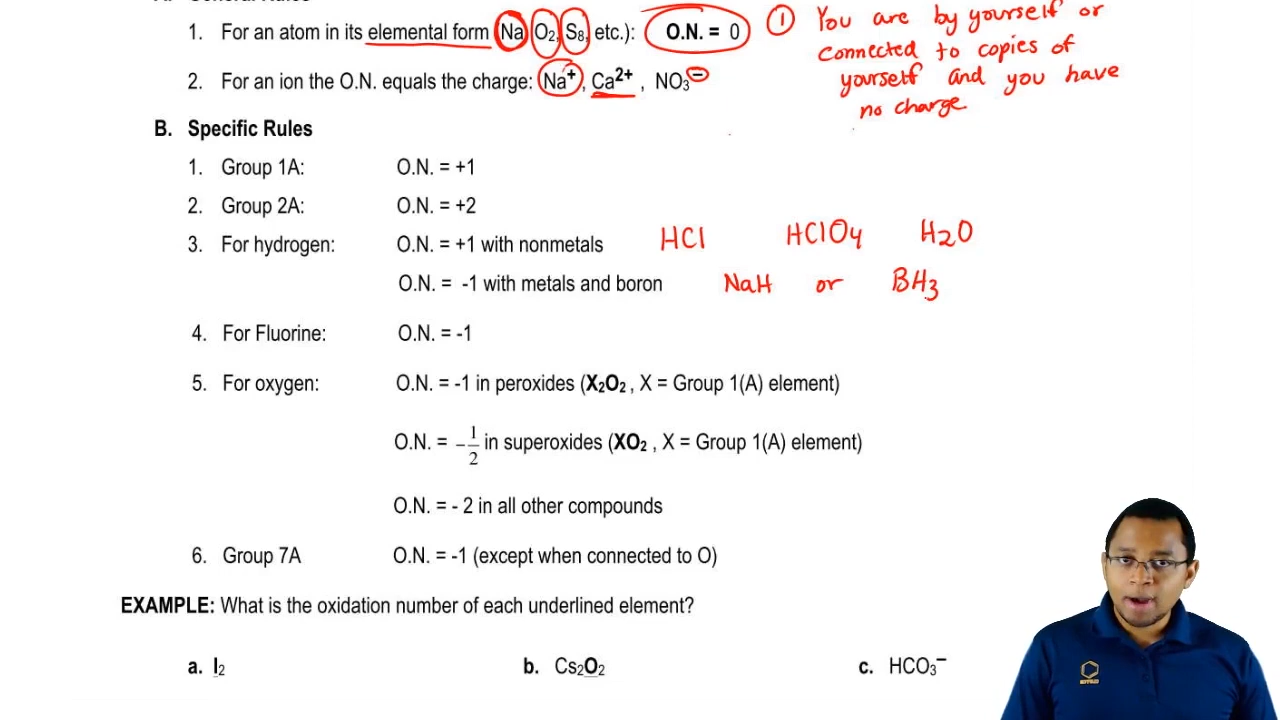 1. For an atom in its elemental form (Na, O₂, S₈, etc.): O.N. = 0
① You are by yourself or
connected to copies of
yourself and you have
no charge
2. For an ion the O.N. equals the charge: Na⁺, Ca²⁺, NO₃⁻
B. Specific Rules
1. Group 1A: O.N. = +1
2. Group 2A: O.N. = +2
3. For hydrogen: O.N. = +1 with nonmetals HCl HClO₄ H₂O
O.N. = -1 with metals and boron NaH or BH₃
4. For Fluorine: O.N. = -1
5. For oxygen: O.N. = -1 in peroxides (X₂O₂ , X = Group 1(A) element)
O.N. = -1/2 in superoxides (XO₂ , X = Group 1(A) element)
O.N. = - 2 in all other compounds
6. Group 7A O.N. = -1 (except when connected to O)
EXAMPLE: What is the oxidation number of each underlined element?
a. I₂ b. Cs₂O₂ c. HCO₃⁻